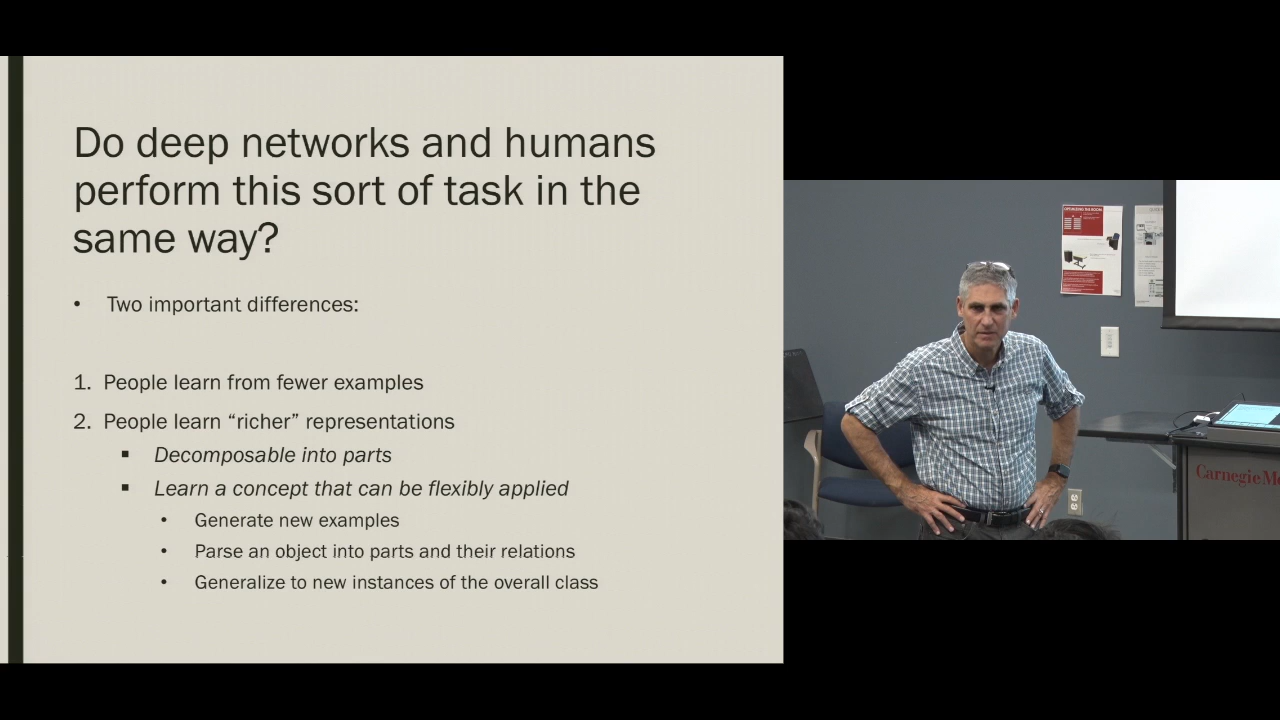 Do deep networks and humans
perform this sort of task in the
same way?
• Two important differences:
1. People learn from fewer examples
2. People learn “richer” representations
▪ Decomposable into parts
▪ Learn a concept that can be flexibly applied
• Generate new examples
• Parse an object into parts and their relations
• Generalize to new instances of the overall class